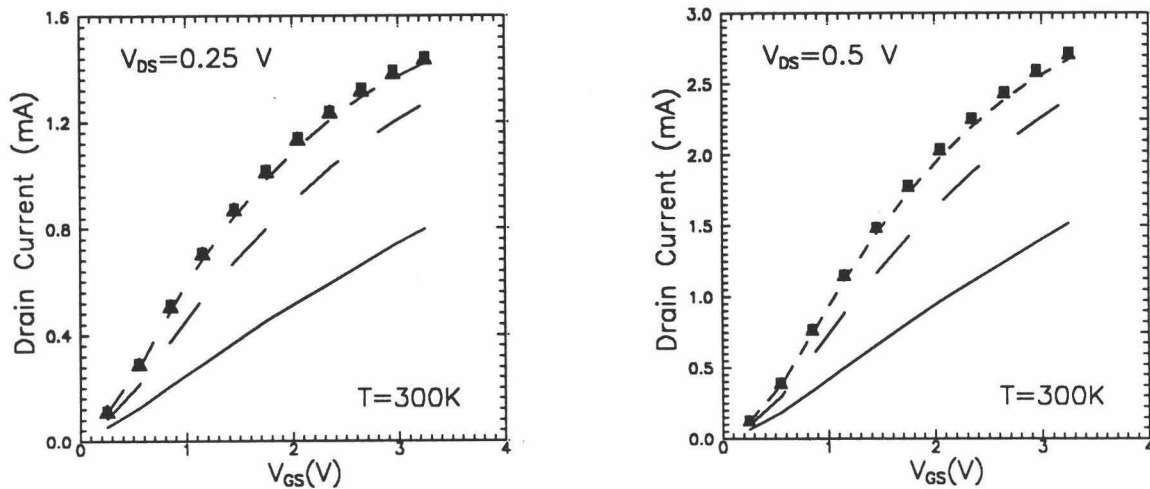 1.6
1.2
0.8
0.4
0.0
0 1 2 3 4
Drain Current (mA)
V_DS=0.25 V
T=300K
V_GS(V)
3.0
2.5
2.0
1.5
1.0
0.5
0.0
0 1 2 3 4
Drain Current (mA)
V_DS=0.5 V
T=300K
V_GS(V)